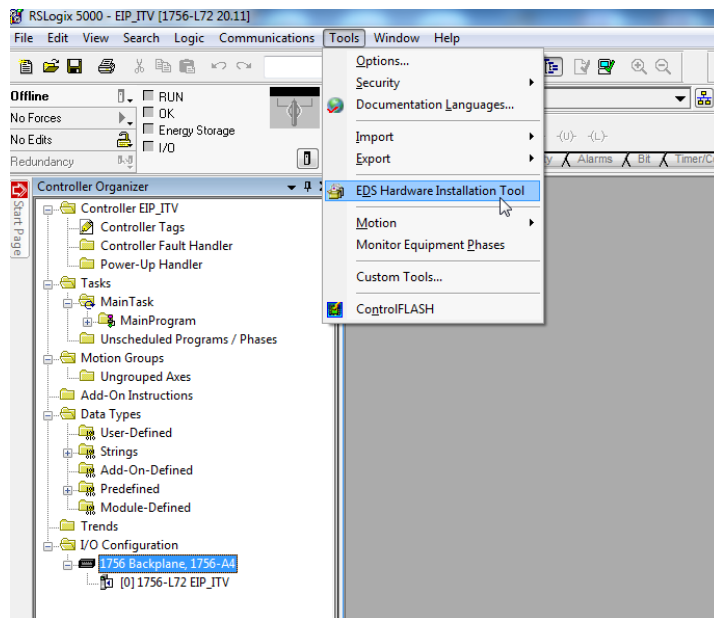 RSLogix 5000 - EIP_ITV [1756-L72 20.11]
File Edit View Search Logic Communications Tools Window Help
Offline
RUN
No Forces
OK
Energy Storage
No Edits
I/O
Redundancy
Options...
Security
Documentation Languages...
Import
Export
EDS Hardware Installation Tool
Motion
Monitor Equipment Phases
Custom Tools...
ControlFLASH
-(U)- -(L)-
Alarms Bit Timer/C
Start Page
Controller Organizer
Controller EIP_ITV
Controller Tags
Controller Fault Handler
Power-Up Handler
Tasks
MainTask
MainProgram
Unscheduled Programs / Phases
Motion Groups
Ungrouped Axes
Add-On Instructions
Data Types
User-Defined
Strings
Add-On-Defined
Predefined
Module-Defined
Trends
I/O Configuration
1756 Backplane, 1756-A4
[0] 1756-L72 EIP_ITV